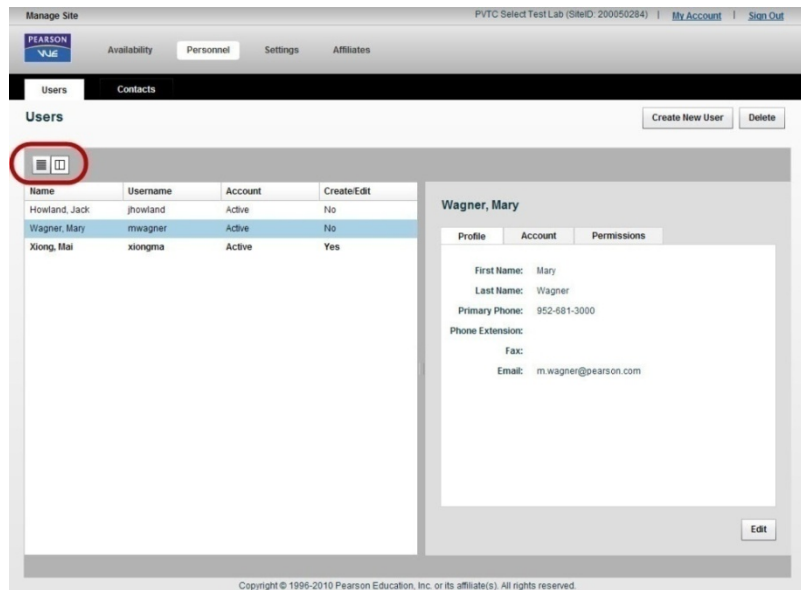 Manage Site PVTC Select Test Lab (SiteID: 200050284) | My Account | Sign Out
PEARSON
VUE
Availability Personnel Settings Affiliates
Users Contacts
Users Create New User Delete
Name Username Account Create/Edit
Howland, Jack jhowland Active No
Wagner, Mary mwagner Active No
Xiong, Mai xiongma Active Yes
Wagner, Mary
Profile Account Permissions
First Name: Mary
Last Name: Wagner
Primary Phone: 952-681-3000
Phone Extension:
Fax:
Email: m.wagner@pearson.com
Edit
Copyright © 1996-2010 Pearson Education, Inc. or its affiliate(s). All rights reserved.